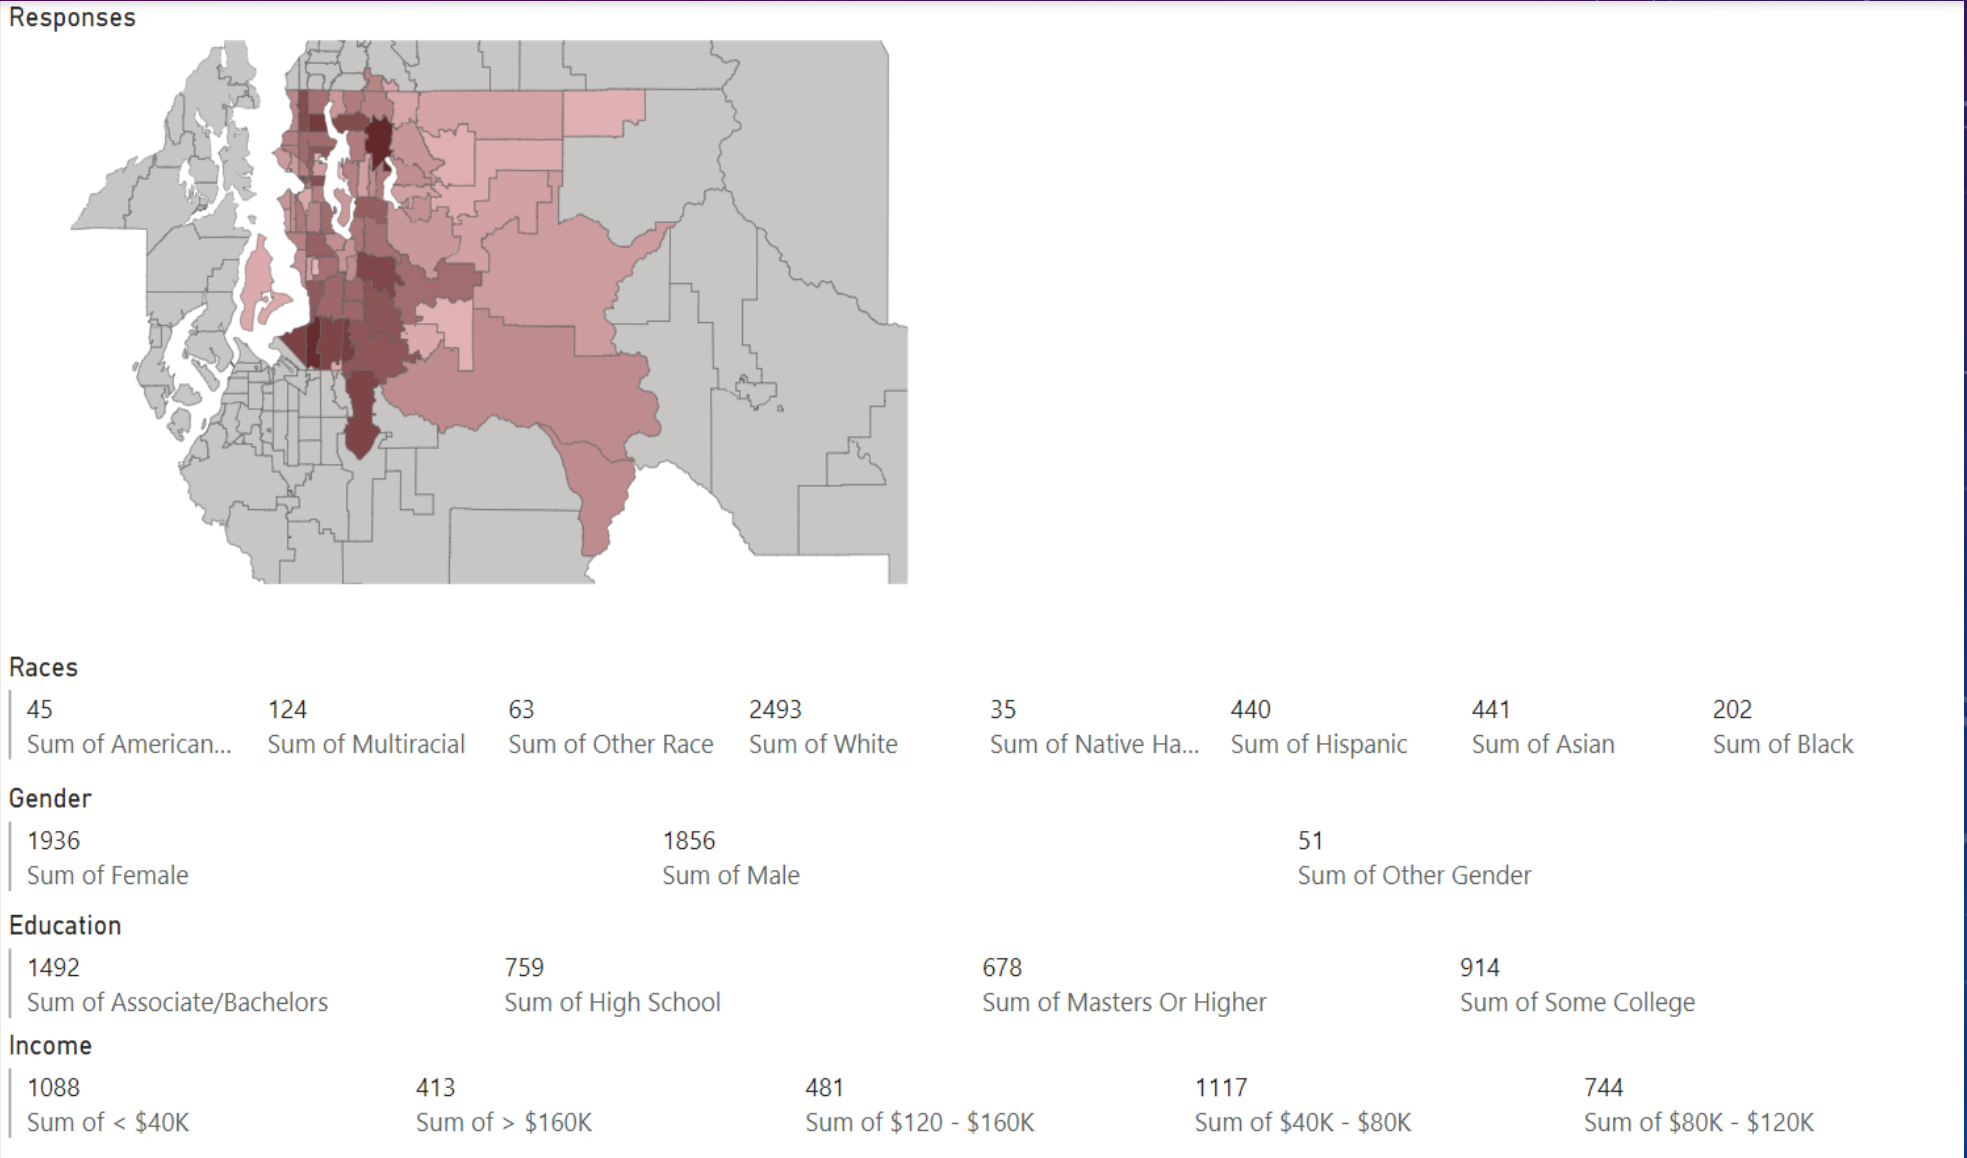 Responses
Races
45 124 63 2493 35 440 441 202
Sum of American... Sum of Multiracial Sum of Other Race Sum of White Sum of Native Ha... Sum of Hispanic Sum of Asian Sum of Black
Gender
1936 1856 51
Sum of Female Sum of Male Sum of Other Gender
Education
1492 759 678 914
Sum of Associate/Bachelors Sum of High School Sum of Masters Or Higher Sum of Some College
Income
1088 413 481 1117 744
Sum of < $40K Sum of > $160K Sum of $120 - $160K Sum of $40K - $80K Sum of $80K - $120K